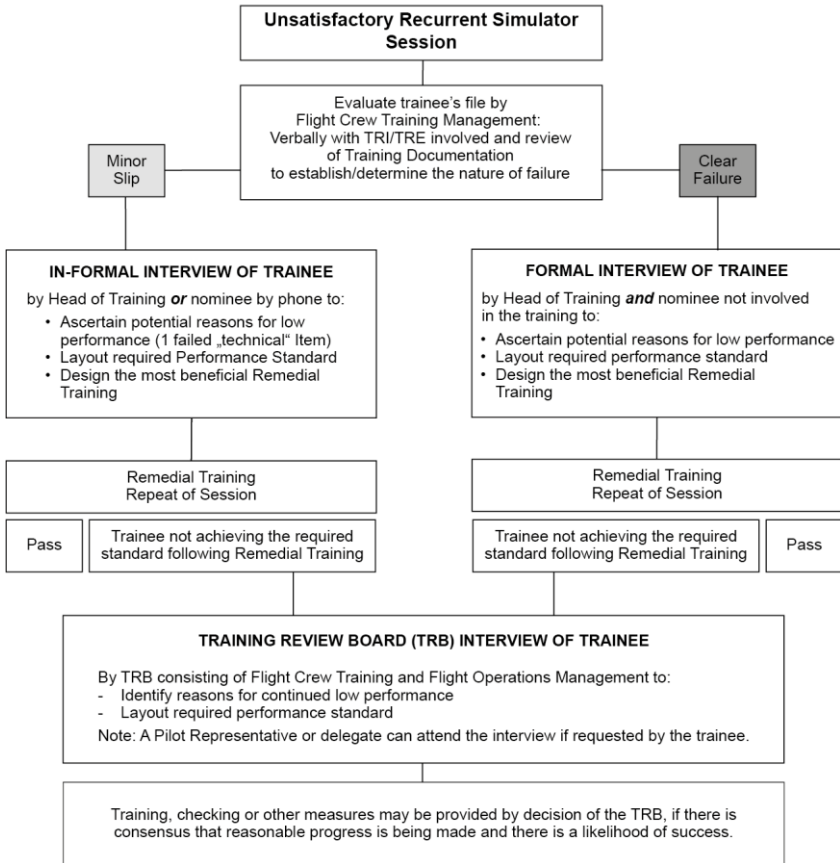 Unsatisfactory Recurrent Simulator
Session
Evaluate trainee's file by
Flight Crew Training Management:
Verbally with TRI/TRE involved and review
of Training Documentation
to establish/determine the nature of failure
Minor
Slip
Clear
Failure
IN-FORMAL INTERVIEW OF TRAINEE
by Head of Training or nominee by phone to:
• Ascertain potential reasons for low
performance (1 failed „technical“ Item)
• Layout required Performance Standard
• Design the most beneficial Remedial
Training
FORMAL INTERVIEW OF TRAINEE
by Head of Training and nominee not involved
in the training to:
• Ascertain potential reasons for low performance
• Layout required performance standard
• Design the most beneficial Remedial
Training
Remedial Training
Repeat of Session
Remedial Training
Repeat of Session
Pass
Trainee not achieving the required
standard following Remedial Training
Trainee not achieving the required
standard following Remedial Training
Pass
TRAINING REVIEW BOARD (TRB) INTERVIEW OF TRAINEE
By TRB consisting of Flight Crew Training and Flight Operations Management to:
- Identify reasons for continued low performance
- Layout required performance standard
Note: A Pilot Representative or delegate can attend the interview if requested by the trainee.
Training, checking or other measures may be provided by decision of the TRB, if there is
consensus that reasonable progress is being made and there is a likelihood of success.